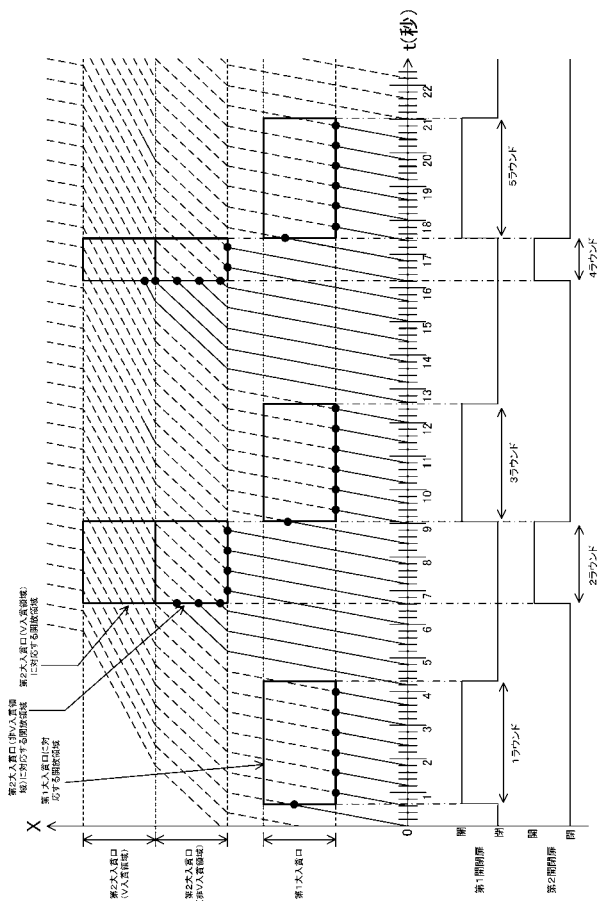 X
第2大入賞口(V入賞領域)
に対応する開放領域
第2大入賞口(非V入賞領
域)に対応する開放領域
第1大入賞口に対
応する開放領域
第2大入賞口
(V入賞領域)
第2大入賞口
(非V入賞領域)
第1大入賞口
0
1
2
3
4
5
6
7
8
9
10
11
12
13
14
15
16
17
18
19
20
21
22
t(秒)
開
閉
第1開閉扉
1ラウンド
3ラウンド
5ラウンド
開
閉
第2開閉扉
2ラウンド
4ラウンド